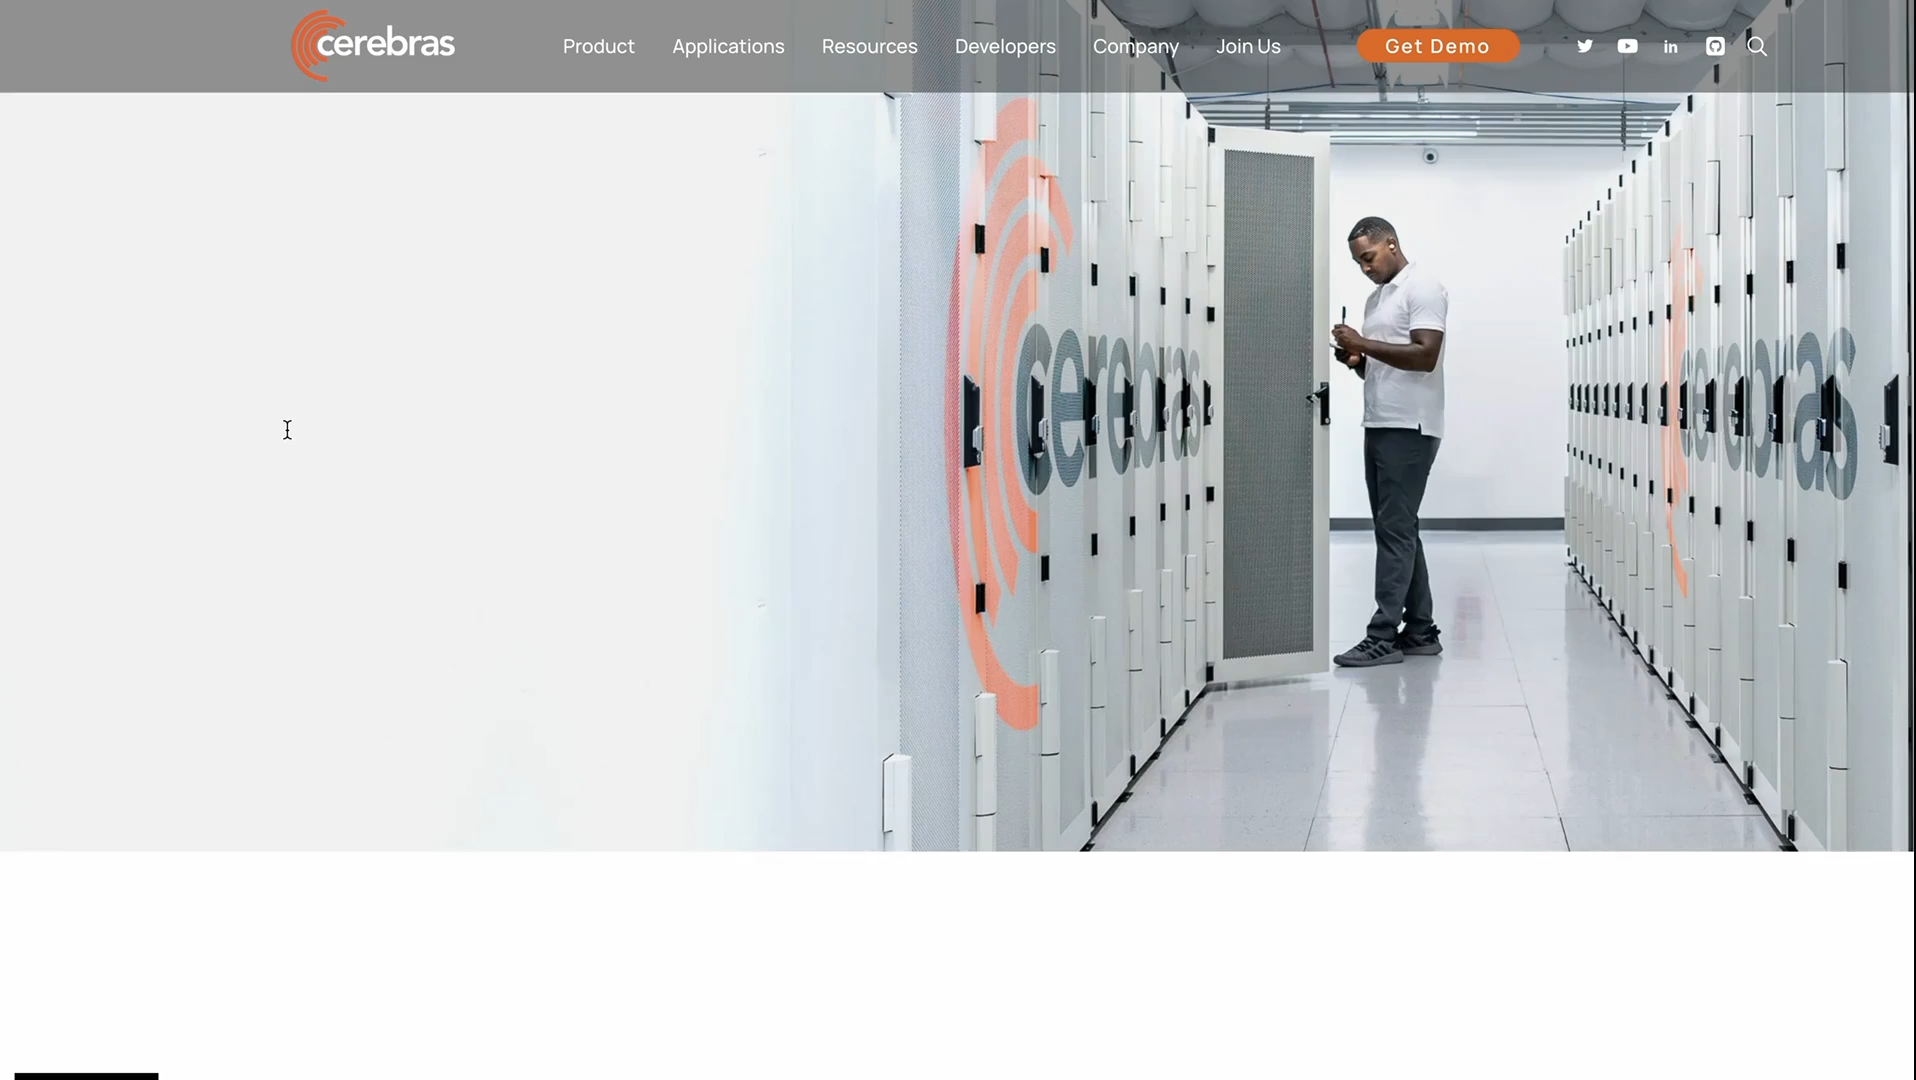 cerebras
Product
Applications
Resources
Developers
Company
Join Us
Get Demo
in
cerebras
cerebras